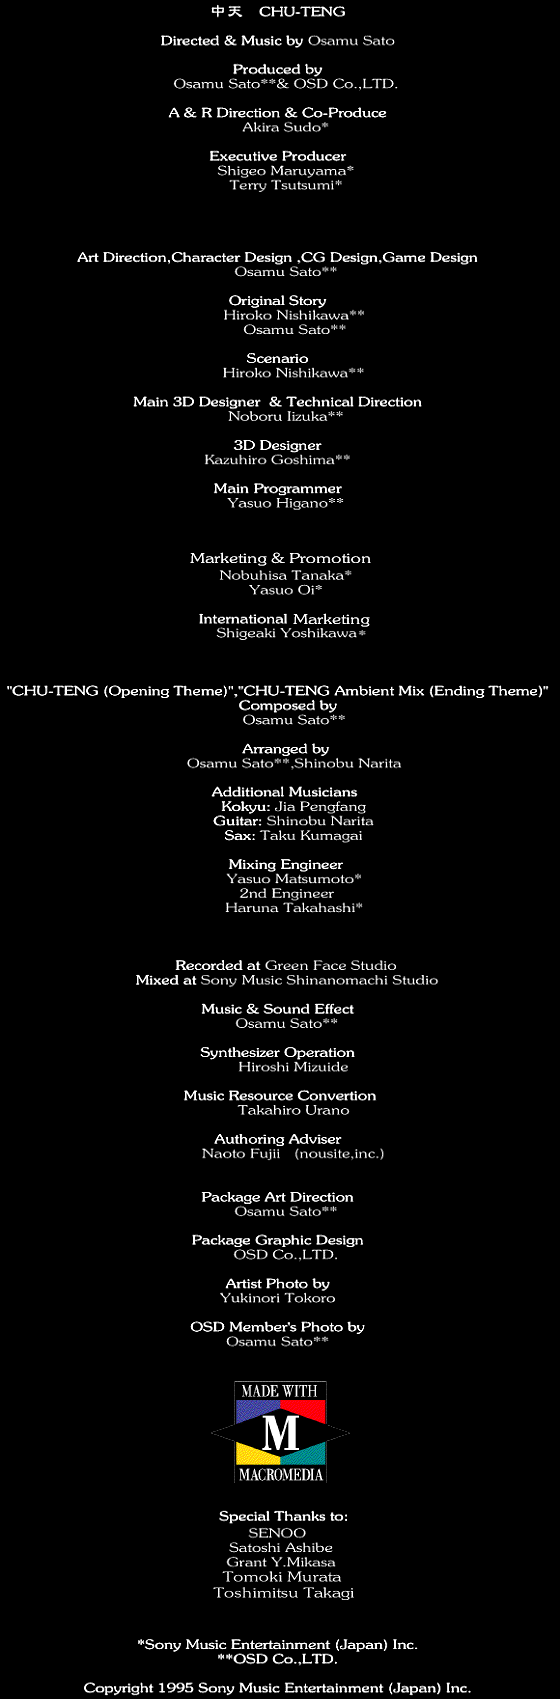 中天 CHU-TENG
Directed & Music by Osamu Sato
Produced by
Osamu Sato**& OSD Co.,LTD.
A & R Direction & Co-Produce
Akira Sudo*
Executive Producer
Shigeo Maruyama*
Terry Tsutsumi*
Art Direction,Character Design ,CG Design,Game Design
Osamu Sato**
Original Story
Hiroko Nishikawa**
Osamu Sato**
Scenario
Hiroko Nishikawa**
Main 3D Designer & Technical Direction
Noboru Iizuka**
3D Designer
Kazuhiro Goshima**
Main Programmer
Yasuo Higano**
Marketing & Promotion
Nobuhisa Tanaka*
Yasuo Oi*
International Marketing
Shigeaki Yoshikawa*
"CHU-TENG (Opening Theme)","CHU-TENG Ambient Mix (Ending Theme)"
Composed by
Osamu Sato**
Arranged by
Osamu Sato**,Shinobu Narita
Additional Musicians
Kokyu: Jia Pengfang
Guitar: Shinobu Narita
Sax: Taku Kumagai
Mixing Engineer
Yasuo Matsumoto*
2nd Engineer
Haruna Takahashi*
Recorded at Green Face Studio
Mixed at Sony Music Shinanomachi Studio
Music & Sound Effect
Osamu Sato**
Synthesizer Operation
Hiroshi Mizuide
Music Resource Convertion
Takahiro Urano
Authoring Adviser
Naoto Fujii (nousite,inc.)
Package Art Direction
Osamu Sato**
Package Graphic Design
OSD Co.,LTD.
Artist Photo by
Yukinori Tokoro
OSD Member's Photo by
Osamu Sato**
MADE WITH
M
MACROMEDIA
Special Thanks to:
SENOO
Satoshi Ashibe
Grant Y.Mikasa
Tomoki Murata
Toshimitsu Takagi
*Sony Music Entertainment (Japan) Inc.
**OSD Co.,LTD.
Copyright 1995 Sony Music Entertainment (Japan) Inc.